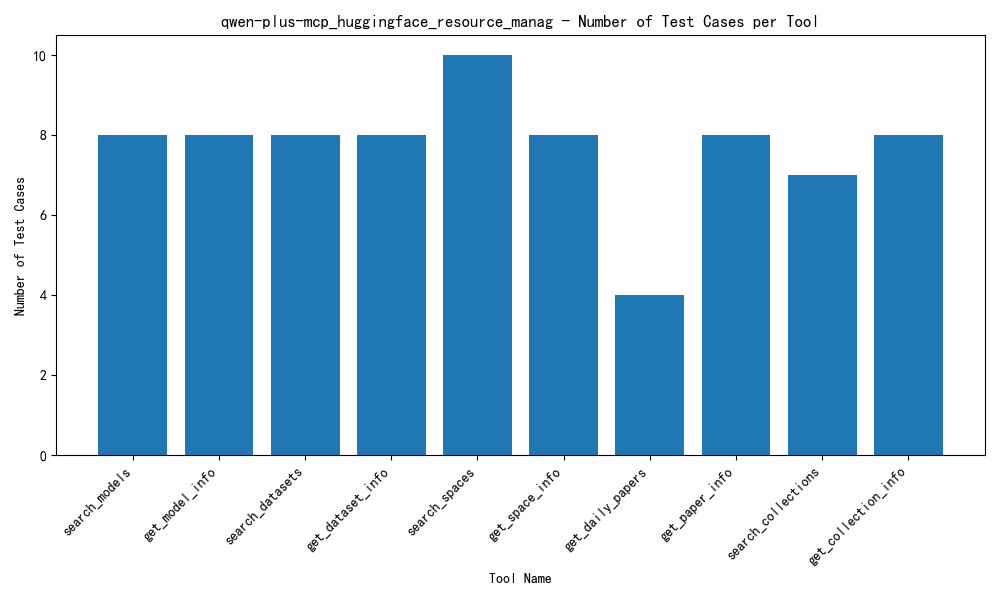 qwen-plus-mcp_huggingface_resource_manag - Number of Test Cases per Tool
Number of Test Cases
10
8
6
4
2
0
search_models
get_model_info
search_datasets
get_dataset_info
search_spaces
get_space_info
get_daily_papers
get_paper_info
search_collections
get_collection_info
Tool Name